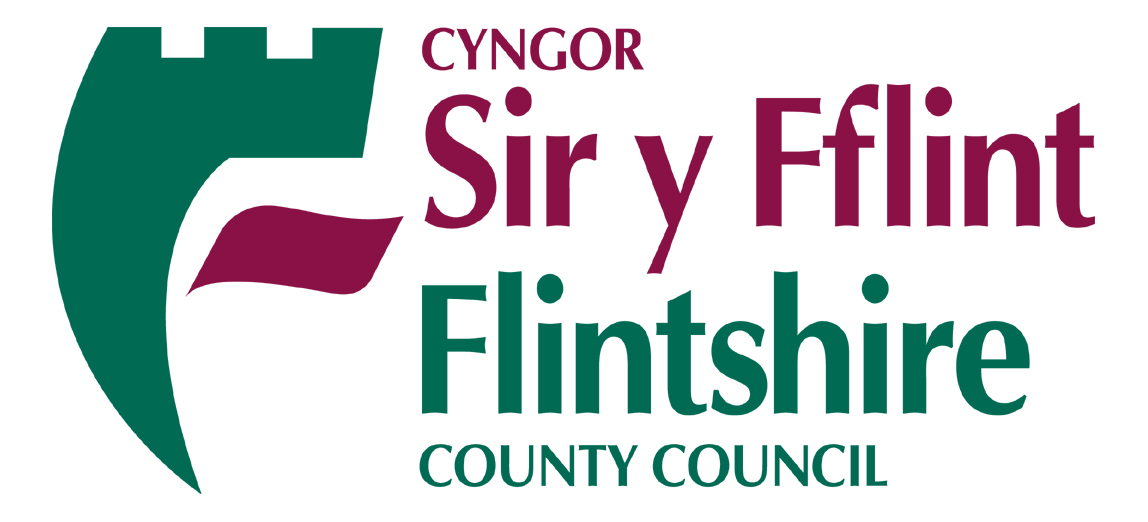 CYNGOR
Sir y Fflint
Flintshire
COUNTY COUNCIL